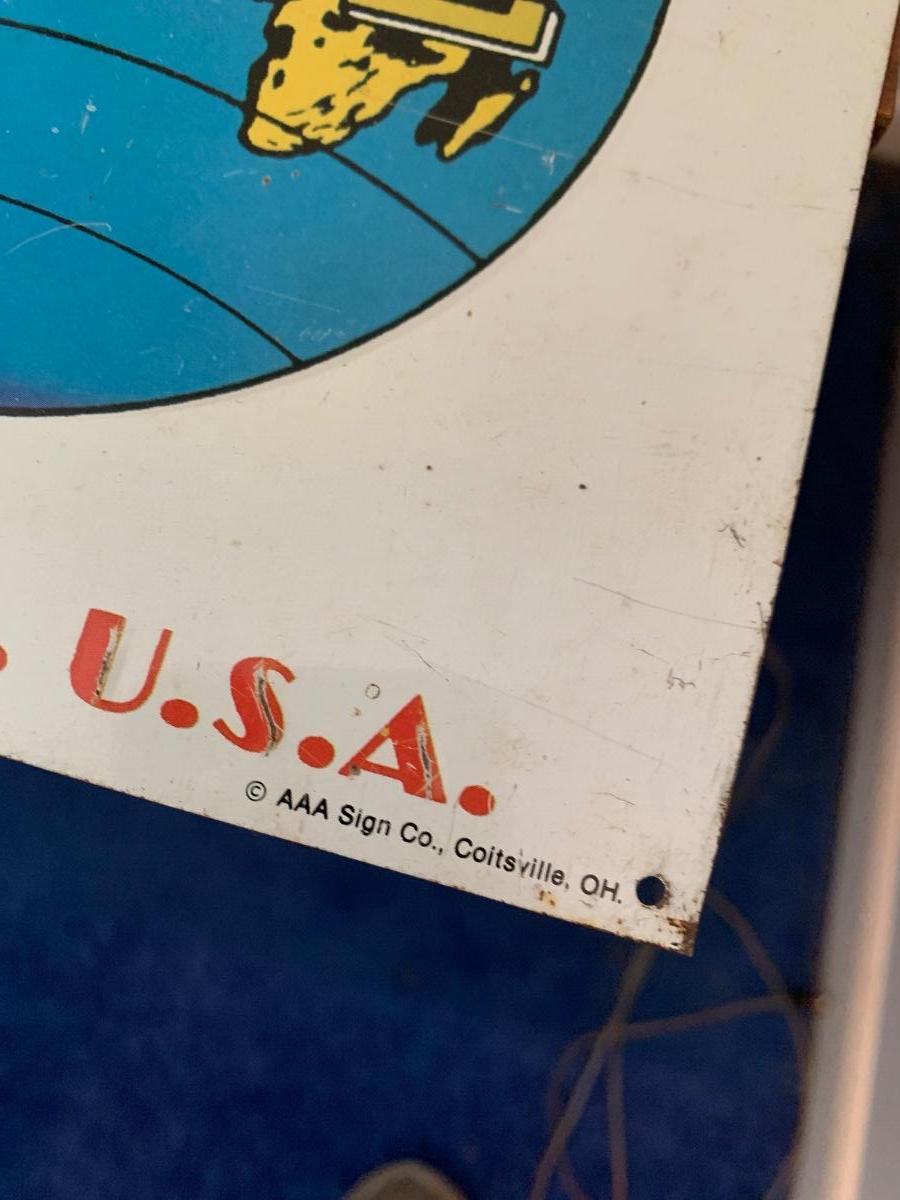 U.S.A.
© AAA Sign Co., Coitsville, OH.